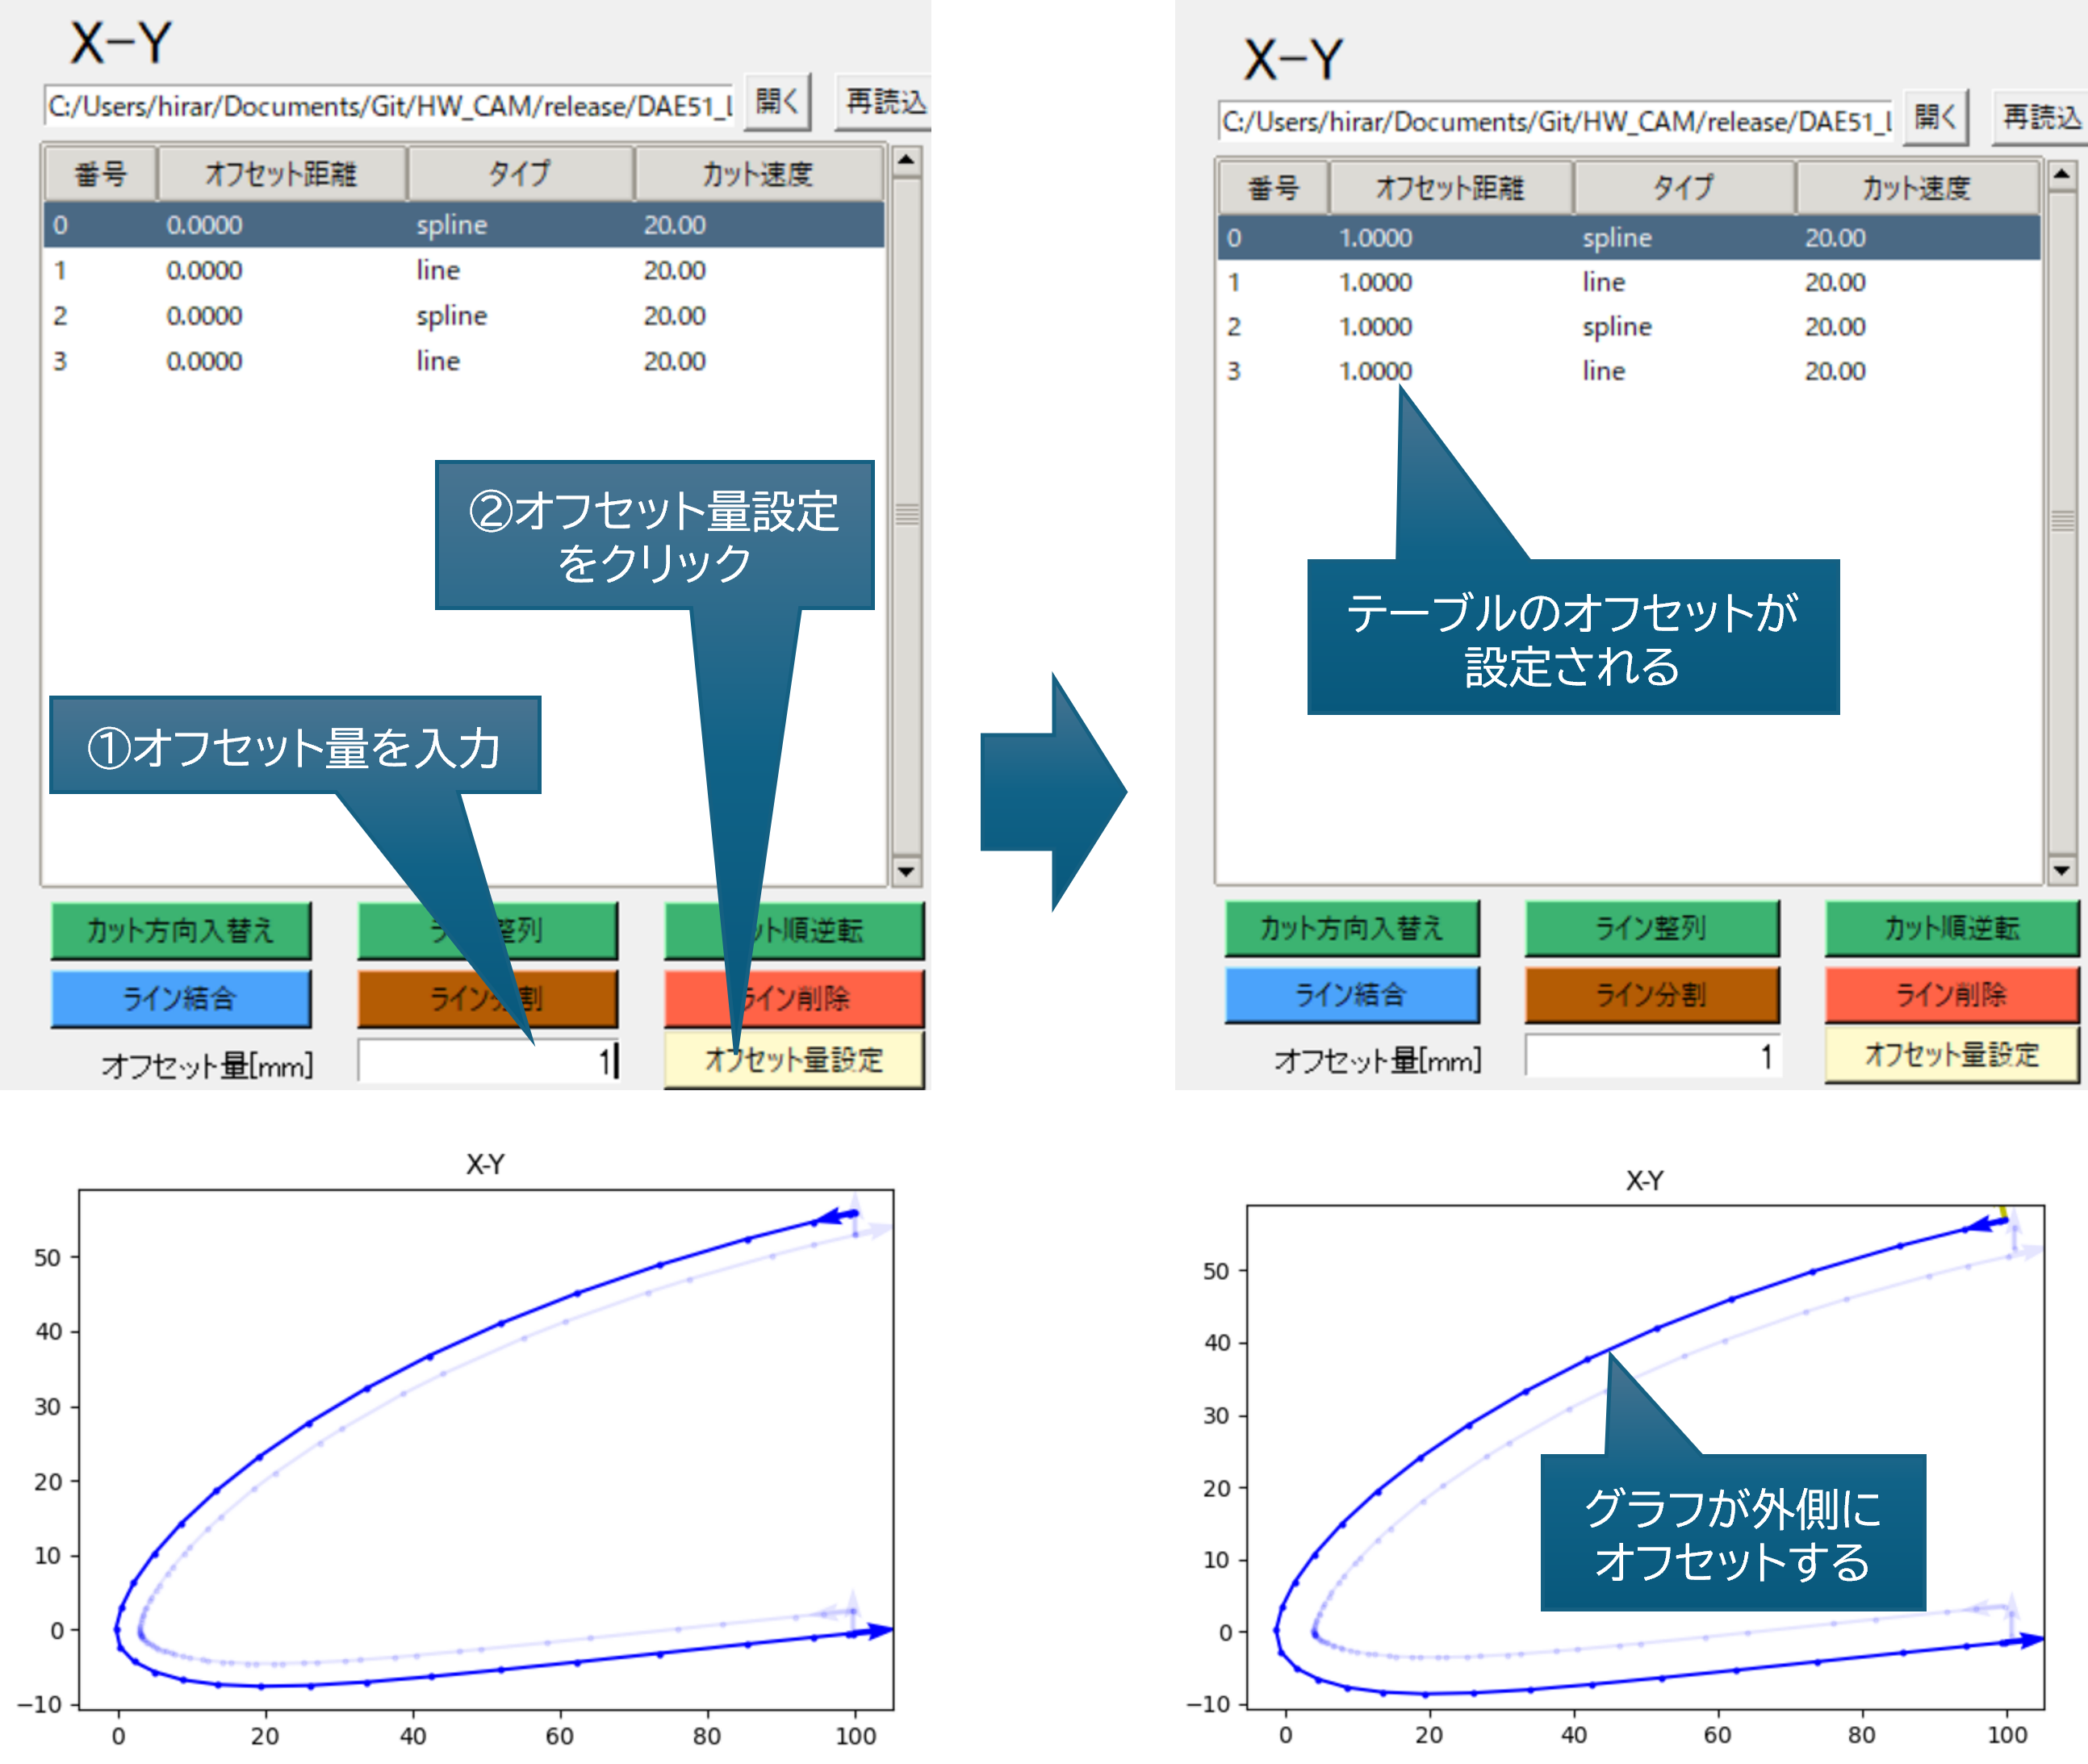 X-Y
C:/Users/hirar/Documents/Git/HW_CAM/release/DAE51_l 開く 再読込
番号 オフセット距離 タイプ カット速度
0 0.0000 spline 20.00
1 0.0000 line 20.00
2 0.0000 spline 20.00
3 0.0000 line 20.00
②オフセット量設定
をクリック
①オフセット量を入力
カット方向入替え ライン整列 ット順逆転
ライン結合 ライン分割 ライン削除
オフセット量[mm] 1 オフセット量設定
X-Y
50
40
30
20
10
0
-10
0 20 40 60 80 100
X-Y
C:/Users/hirar/Documents/Git/HW_CAM/release/DAE51_l 開く 再読込
番号 オフセット距離 タイプ カット速度
0 1.0000 spline 20.00
1 1.0000 line 20.00
2 1.0000 spline 20.00
3 1.0000 line 20.00
テーブルのオフセットが
設定される
カット方向入替え ライン整列 カット順逆転
ライン結合 ライン分割 ライン削除
オフセット量[mm] 1 オフセット量設定
X-Y
50
40
30
20
10
0
-10
グラフが外側に
オフセットする
0 20 40 60 80 100